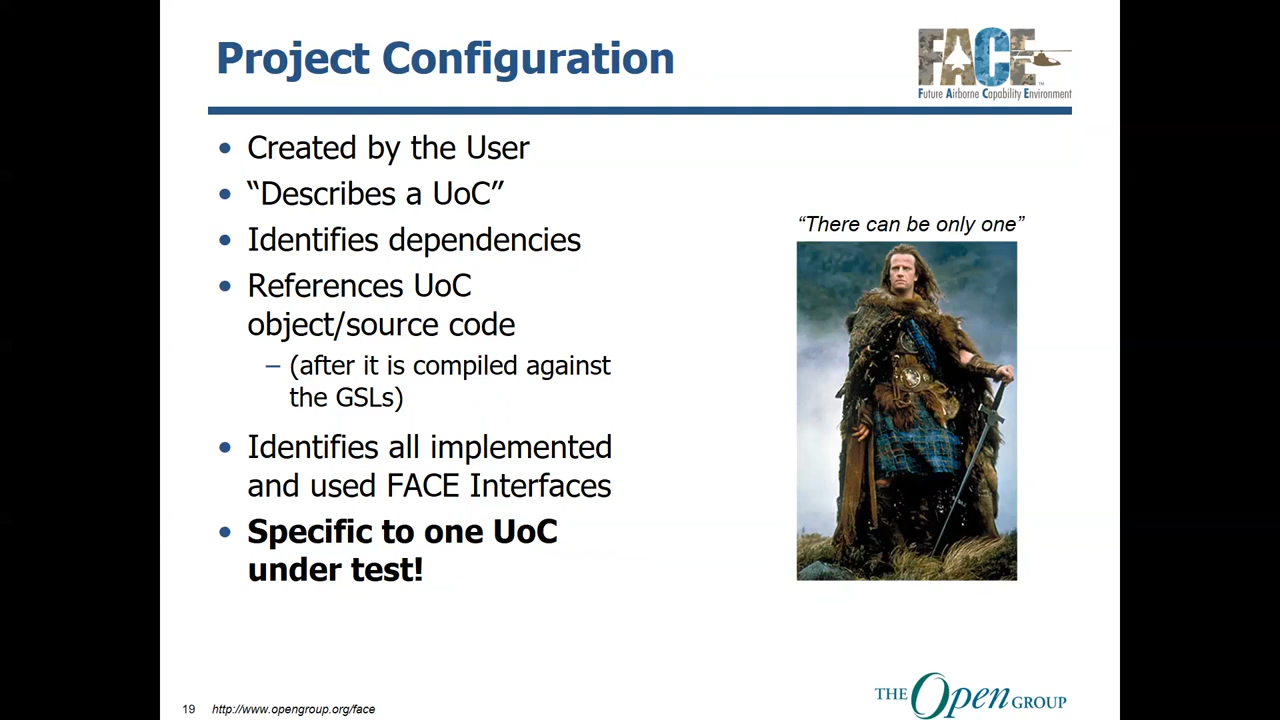 Project Configuration
FACE™
Future Airborne Capability Environment
• Created by the User
• “Describes a UoC”
• Identifies dependencies
• References UoC
object/source code
– (after it is compiled against
the GSLs)
• Identifies all implemented
and used FACE Interfaces
• Specific to one UoC
under test!
“There can be only one”
19 http://www.opengroup.org/face
THE Open GROUP